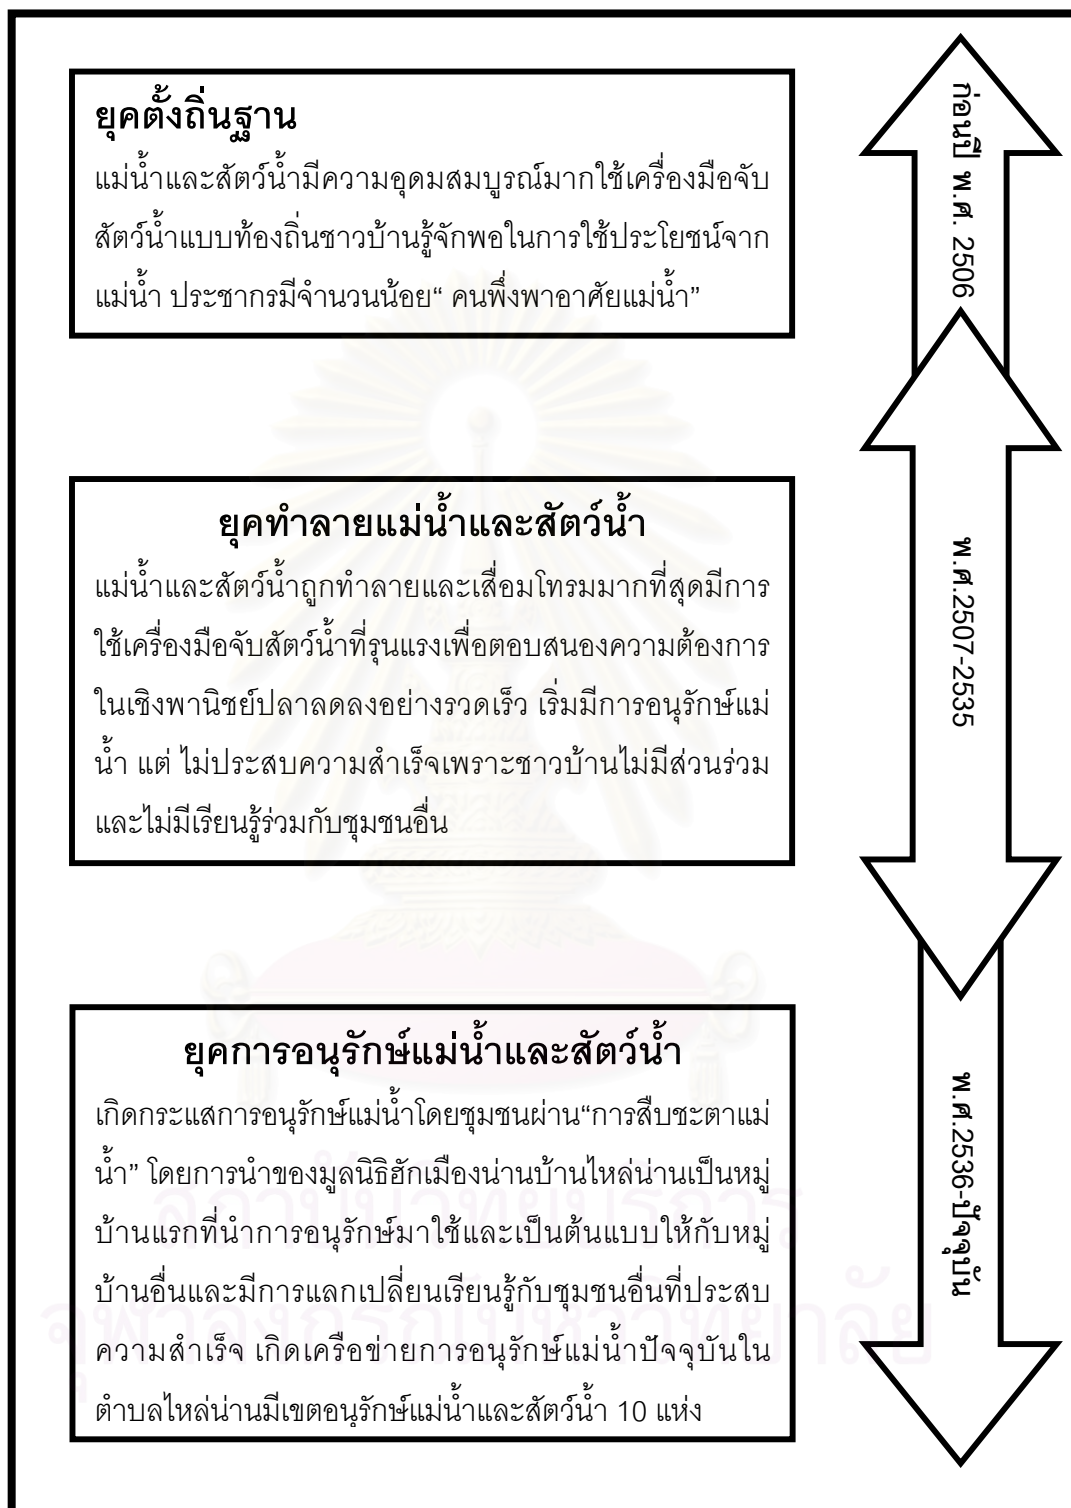 ยุคตั้งถิ่นฐาน
แม่น้ำและสัตว์น้ำมีความอุดมสมบูรณ์มากใช้เครื่องมือจับ
สัตว์น้ำแบบท้องถิ่นชาวบ้านรู้จักพอในการใช้ประโยชน์จาก
แม่น้ำ ประชากรมีจำนวนน้อย“ คนพึ่งพาอาศัยแม่น้ำ”
ก่อนปี พ.ศ. 2506
ยุคทำลายแม่น้ำและสัตว์น้ำ
แม่น้ำและสัตว์น้ำถูกทำลายและเสื่อมโทรมมากที่สุดมีการ
ใช้เครื่องมือจับสัตว์น้ำที่รุนแรงเพื่อตอบสนองความต้องการ
ในเชิงพานิชย์ปลาลดลงอย่างรวดเร็ว เริ่มมีการอนุรักษ์แม่
น้ำ แต่ ไม่ประสบความสำเร็จเพราะชาวบ้านไม่มีส่วนร่วม
และไม่มีเรียนรู้ร่วมกับชุมชนอื่น
พ.ศ.2507-2535
ยุคการอนุรักษ์แม่น้ำและสัตว์น้ำ
เกิดกระแสการอนุรักษ์แม่น้ำโดยชุมชนผ่าน“การสืบชะตาแม่
น้ำ” โดยการนำของมูลนิธิฮักเมืองน่านบ้านไหล่น่านเป็นหมู่
บ้านแรกที่นำการอนุรักษ์มาใช้และเป็นต้นแบบให้กับหมู่
บ้านอื่นและมีการแลกเปลี่ยนเรียนรู้กับชุมชนอื่นที่ประสบ
ความสำเร็จ เกิดเครือข่ายการอนุรักษ์แม่น้ำปัจจุบันใน
ตำบลไหล่น่านมีเขตอนุรักษ์แม่น้ำและสัตว์น้ำ 10 แห่ง
พ.ศ.2536-ปัจจุบัน
สถาบันวิทยบริการ
จุฬาลงกรณ์มหาวิทยาลัย